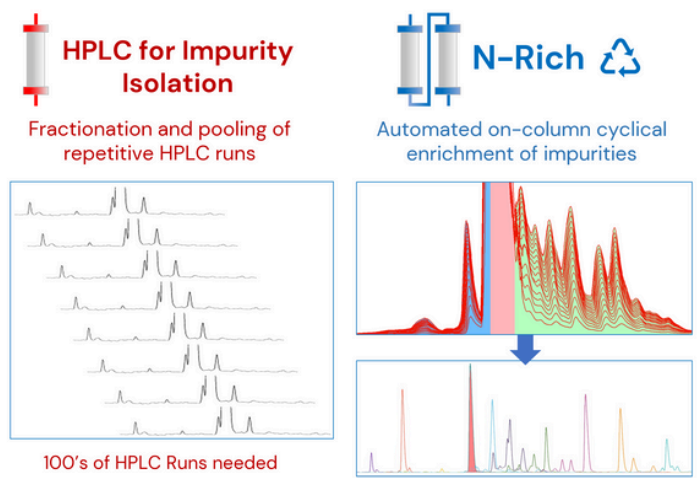 HPLC for Impurity
Isolation
Fractionation and pooling of
repetitive HPLC runs
100's of HPLC Runs needed
N-Rich
Automated on-column cyclical
enrichment of impurities